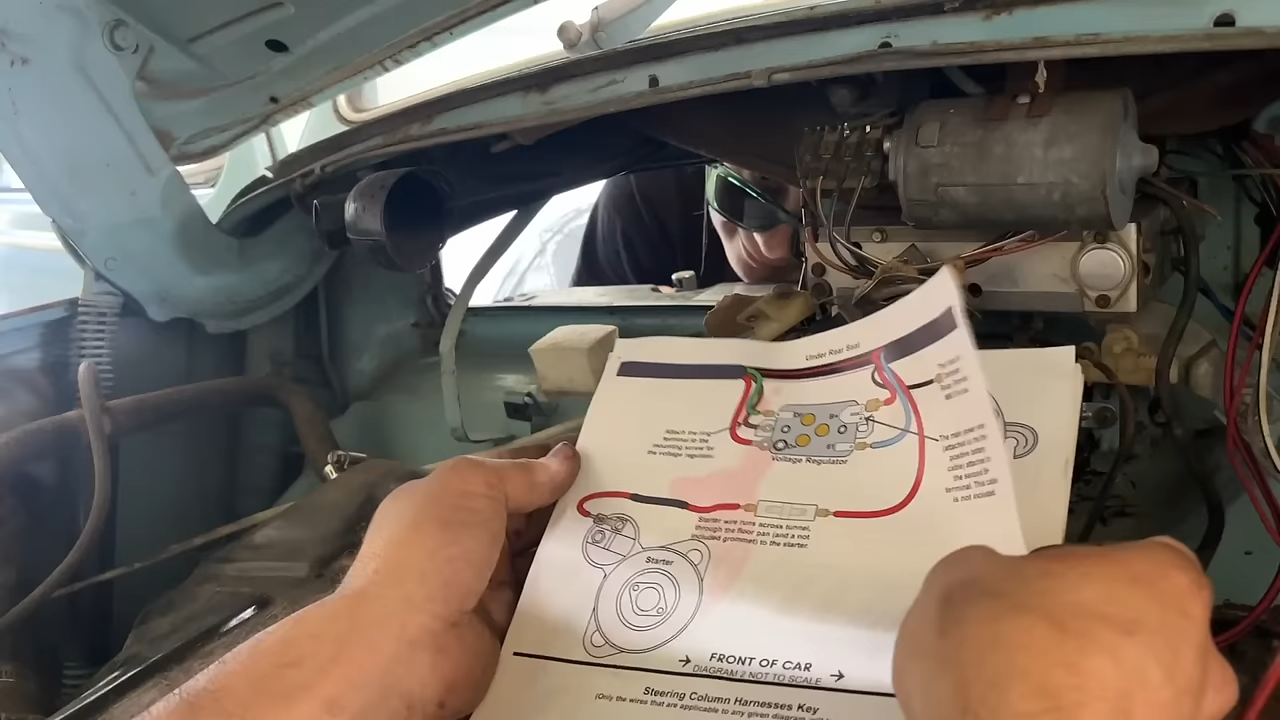 Under Rear Seat
B+
Attach the ring
terminal to the
mounting screw for
the voltage regulator.
Voltage Regulator
61
The main power wire
(attached to the
positive battery
cable) attaches to
the second B+
terminal. This cable
is not included.
Starter wire runs across tunnel,
through the floor pan (and a not
included grommet) to the starter.
Starter
→ FRONT OF CAR →
DIAGRAM 2 NOT TO SCALE
Steering Column Harnesses Key
(Only the wires that are applicable to any given diagram will